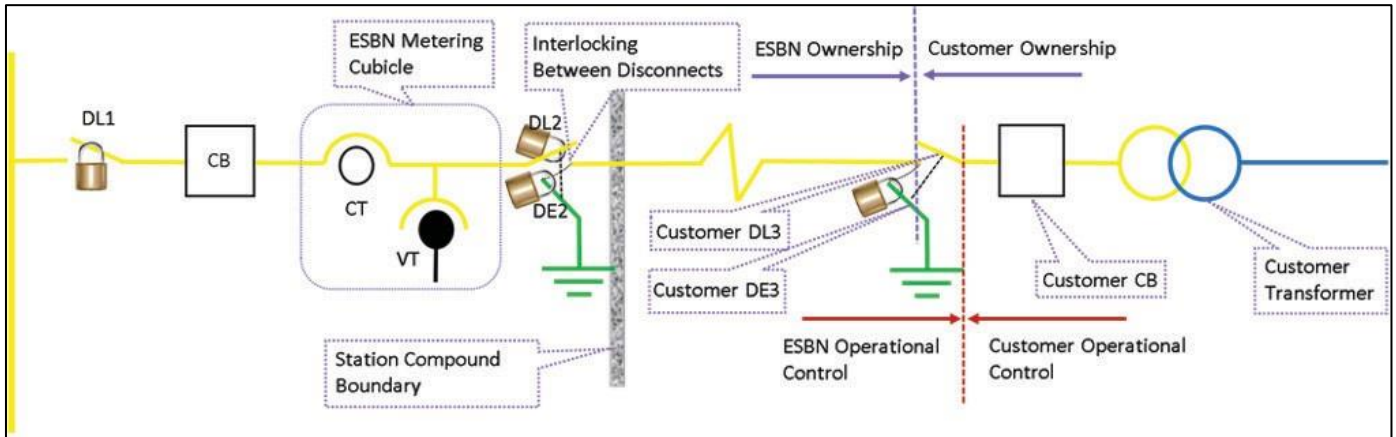 ESBN Metering
Cubicle
Interlocking
Between Disconnects
ESBN Ownership
Customer Ownership
DL1
CB
CT
VT
DL2
DE2
Customer DL3
Customer DE3
Customer CB
Customer
Transformer
Station Compound
Boundary
ESBN Operational
Control
Customer Operational
Control